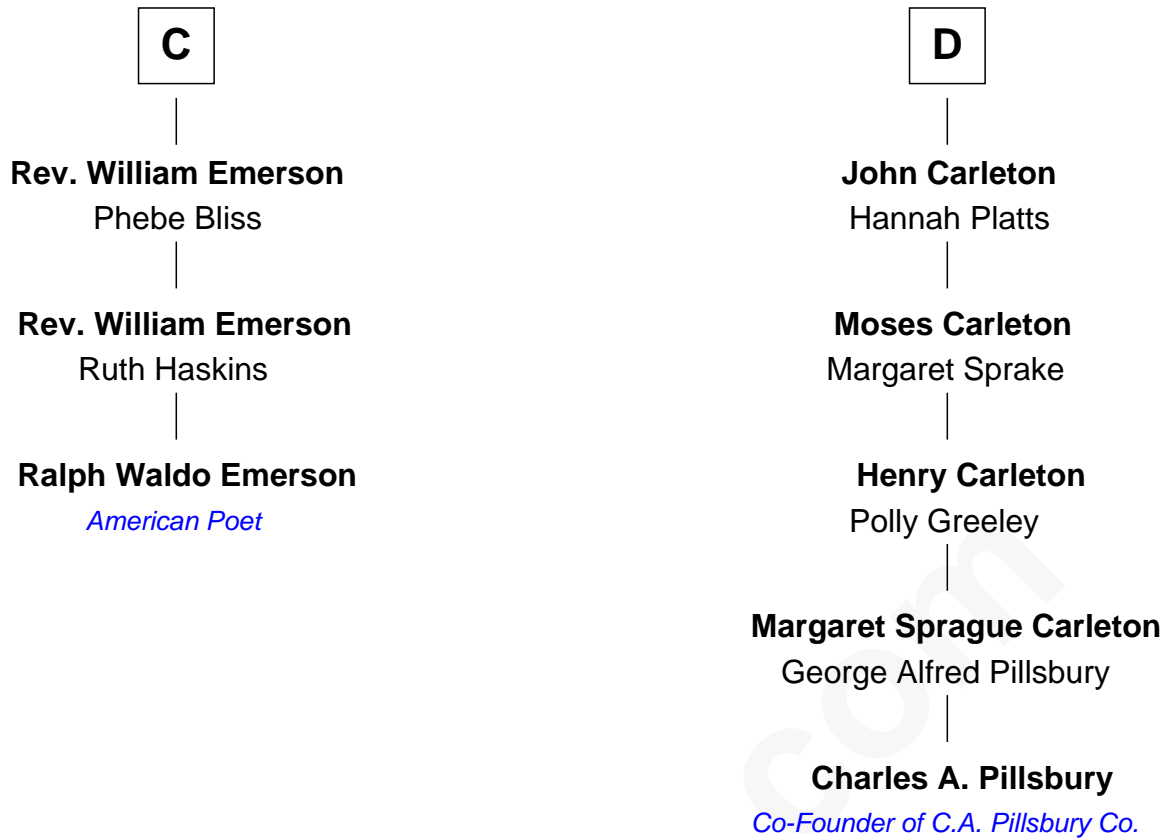 C
Rev. William Emerson
Phebe Bliss
Rev. William Emerson
Ruth Haskins
Ralph Waldo Emerson
American Poet
D
John Carleton
Hannah Platts
Moses Carleton
Margaret Sprake
Henry Carleton
Polly Greeley
Margaret Sprague Carleton
George Alfred Pillsbury
Charles A. Pillsbury
Co-Founder of C.A. Pillsbury Co.
com